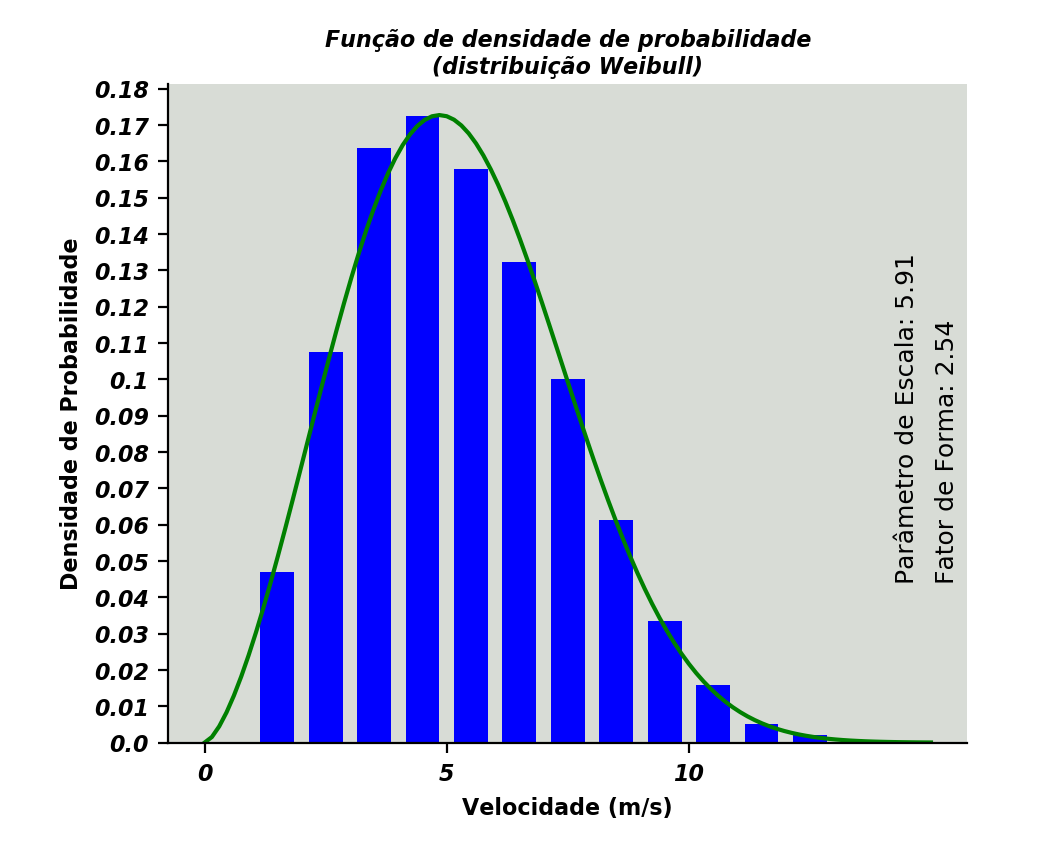 Função de densidade de probabilidade
(distribuição Weibull)
Densidade de Probabilidade
0.18
0.17
0.16
0.15
0.14
0.13
0.12
0.11
0.1
0.09
0.08
0.07
0.06
0.05
0.04
0.03
0.02
0.01
0.0
Parâmetro de Escala: 5.91
Fator de Forma: 2.54
0 5 10
Velocidade (m/s)